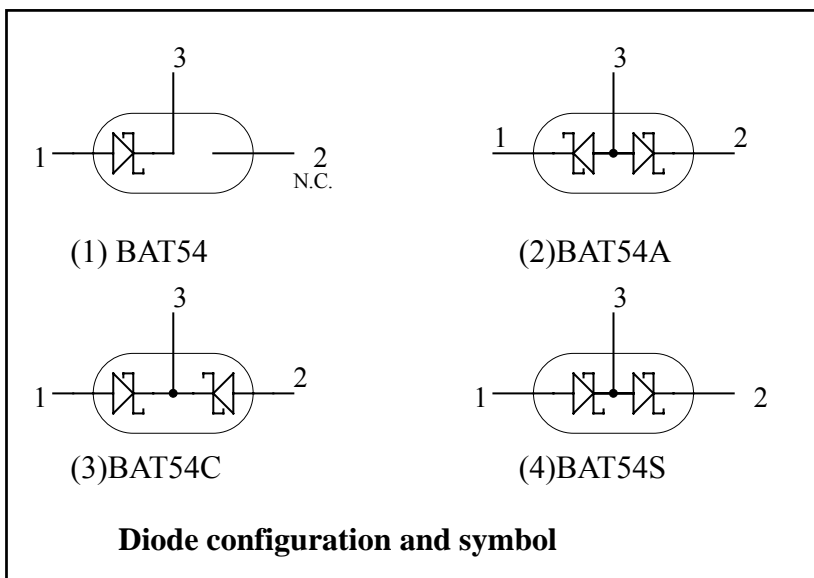 3
3
1
2
N.C.
1
2
(1) BAT54
(2)BAT54A
3
3
1
2
1
2
(3)BAT54C
(4)BAT54S
Diode configuration and symbol